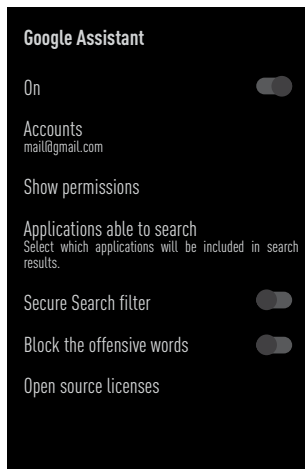 Google Assistant
On
Accounts
mail@gmail.com
Show permissions
Applications able to search
Select which applications will be included in search
results.
Secure Search filter
Block the offensive words
Open source licenses